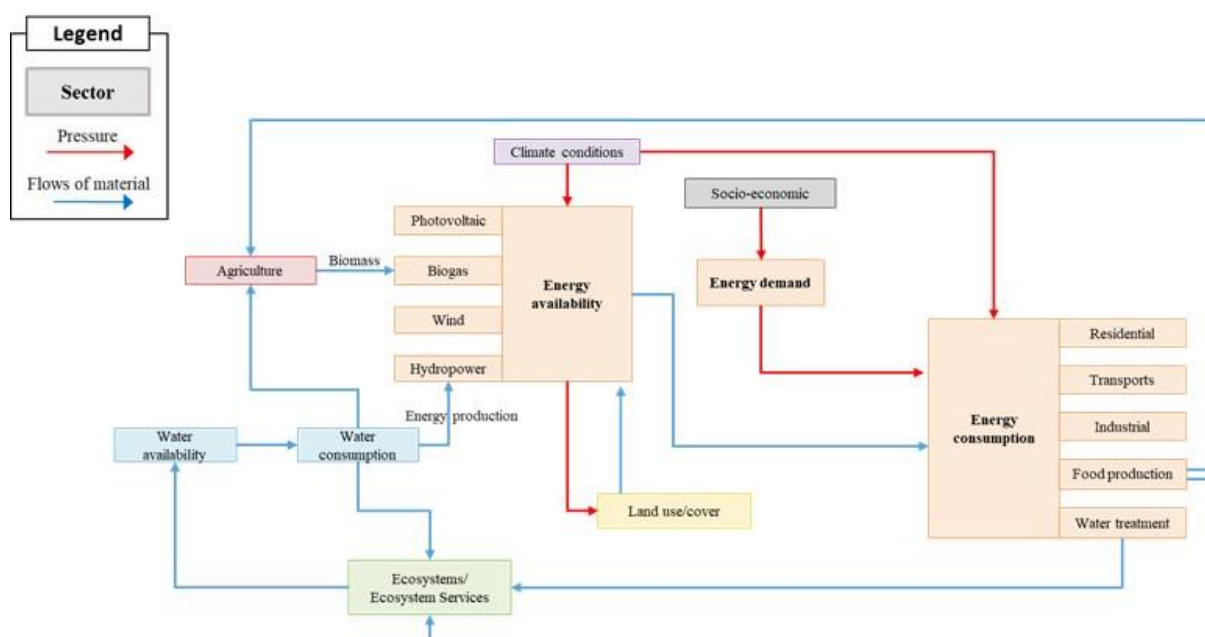 Legend
Sector
Pressure
Flows of material
Climate conditions
Socio-economic
Photovoltaic
Agriculture
Biomass
Biogas
Energy
availability
Energy demand
Wind
Hydropower
Energy production
Residential
Transports
Energy
consumption
Industrial
Food production
Water treatment
Water
availability
Water
consumption
Land use/cover
Ecosystems/
Ecosystem Services